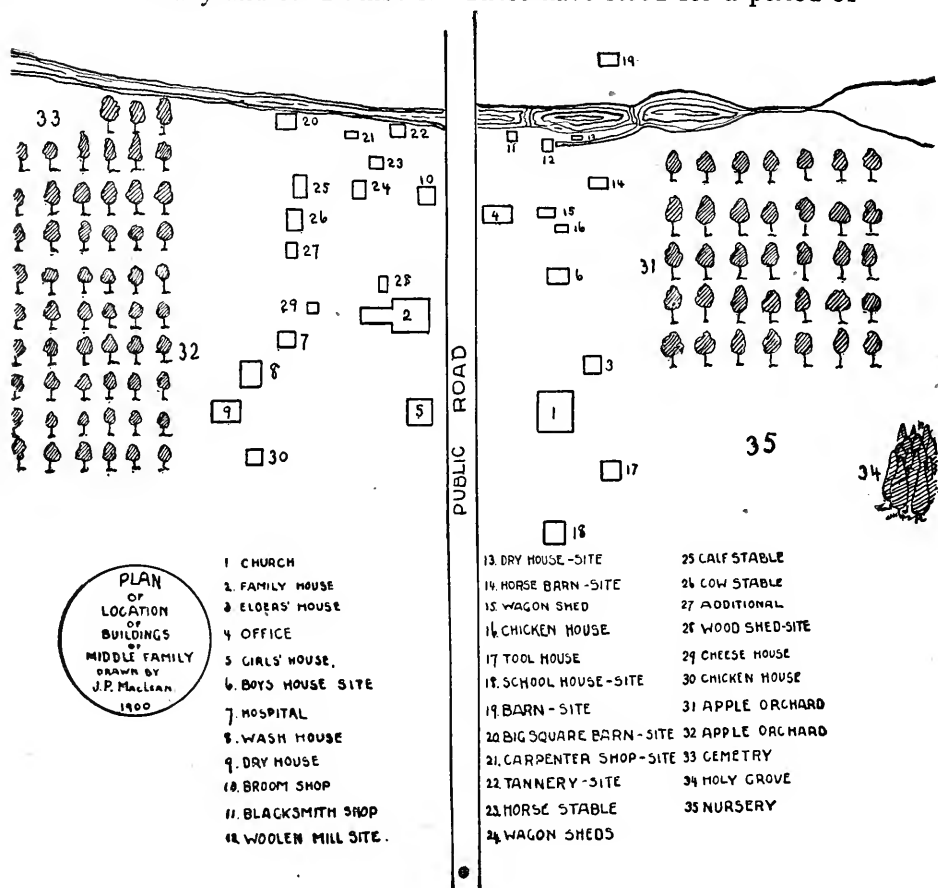 have stood for a period of
19
33
20
21
22
11
12
13
23
10
14
25
24
4
15
16
26
27
31
6
28
29
2
7
32
3
8
9
5
1
35
30
17
34
18
PUBLIC ROAD
PLAN
OF
LOCATION
OF
BUILDINGS
OF
MIDDLE FAMILY
DRAWN BY
J.P. MACLEAN.
1900
1 CHURCH
2. FAMILY HOUSE
3 ELDERS' HOUSE
4 OFFICE
5 GIRLS' HOUSE,
6. BOYS HOUSE SITE
7. HOSPITAL
8. WASH HOUSE
9. DRY HOUSE
10. BROOM SHOP
11. BLACKSMITH SHOP
12 WOOLEN MILL SITE.
13. DRY HOUSE-SITE
14. HORSE BARN-SITE
15. WAGON SHED
16. CHICKEN HOUSE
17 TOOL HOUSE
18. SCHOOL HOUSE-SITE
19. BARN-SITE
20 BIG SQUARE BARN-SITE
21. CARPENTER SHOP-SITE
22 TANNERY-SITE
23 HORSE STABLE
24 WAGON SHEDS
25 CALF STABLE
26 COW STABLE
27 ADDITIONAL
28 WOOD SHED-SITE
29 CHEESE HOUSE
30 CHICKEN HOUSE
31 APPLE ORCHARD
32 APPLE ORCHARD
33 CEMETRY
34 HOLY GROVE
35 NURSERY